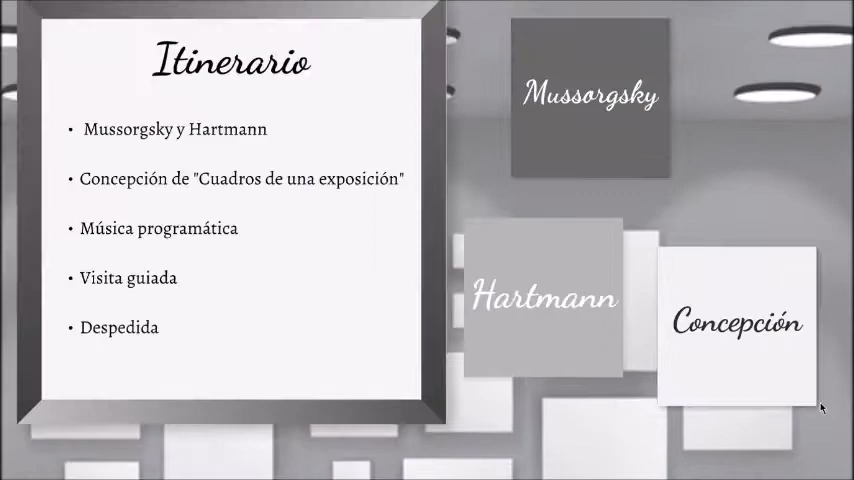 Itinerario
• Mussorgsky y Hartmann
• Concepción de "Cuadros de una exposición"
• Música programática
• Visita guiada
• Despedida
Mussorgsky
Hartmann
Concepción